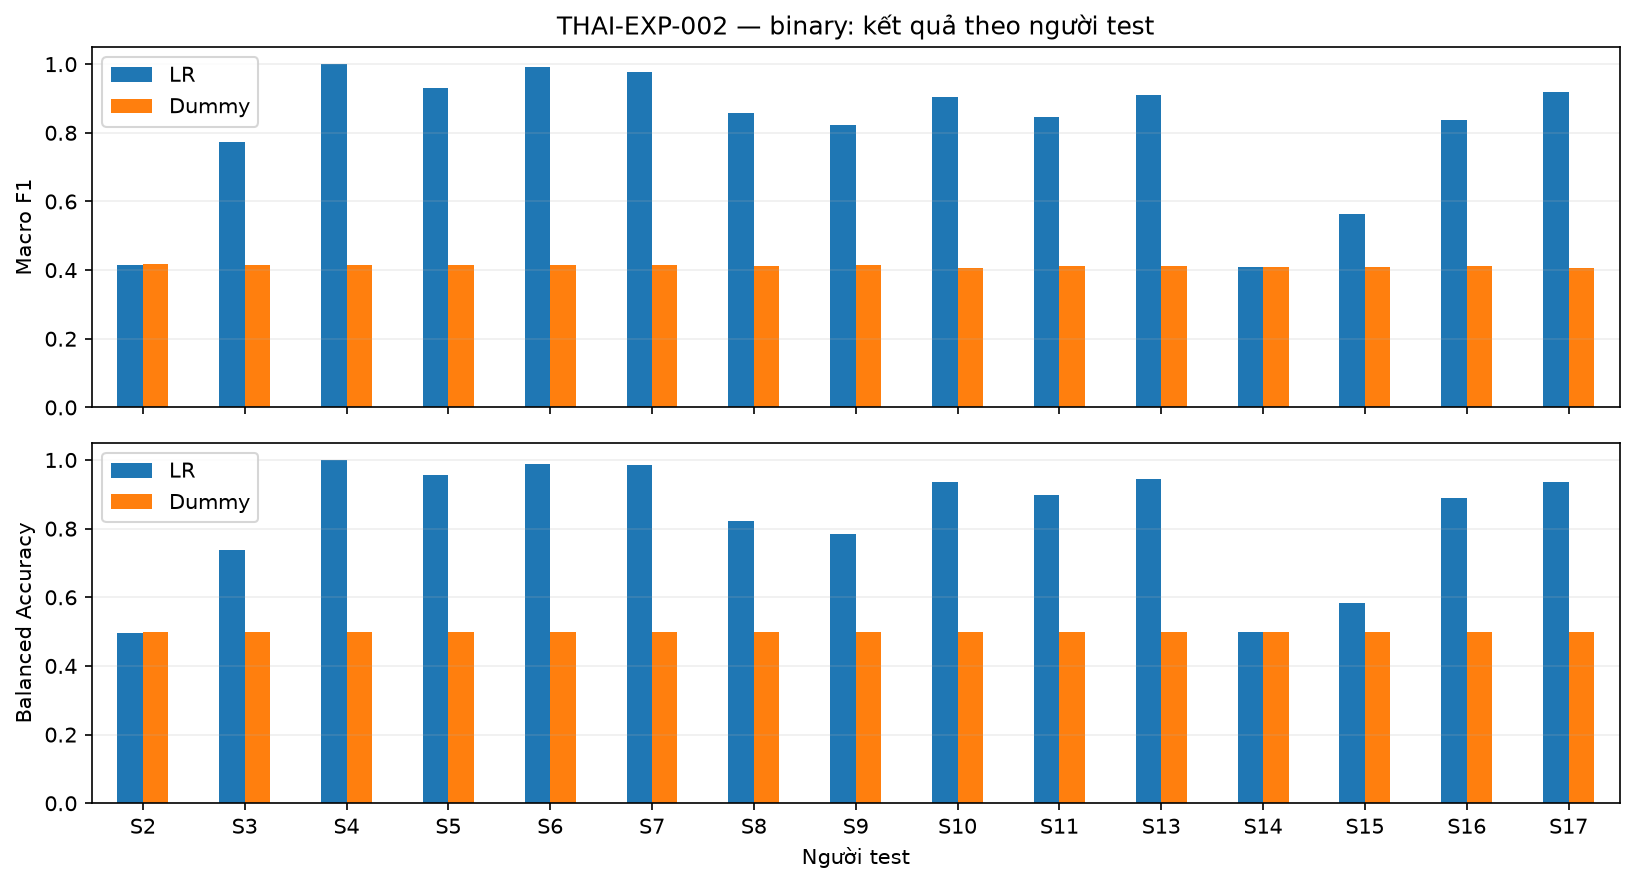 THAI-EXP-002 — binary: kết quả theo người test
LR
Dummy
Macro F1
1.0
0.8
0.6
0.4
0.2
0.0
LR
Dummy
Balanced Accuracy
1.0
0.8
0.6
0.4
0.2
0.0
S2 S3 S4 S5 S6 S7 S8 S9 S10 S11 S13 S14 S15 S16 S17
Người test